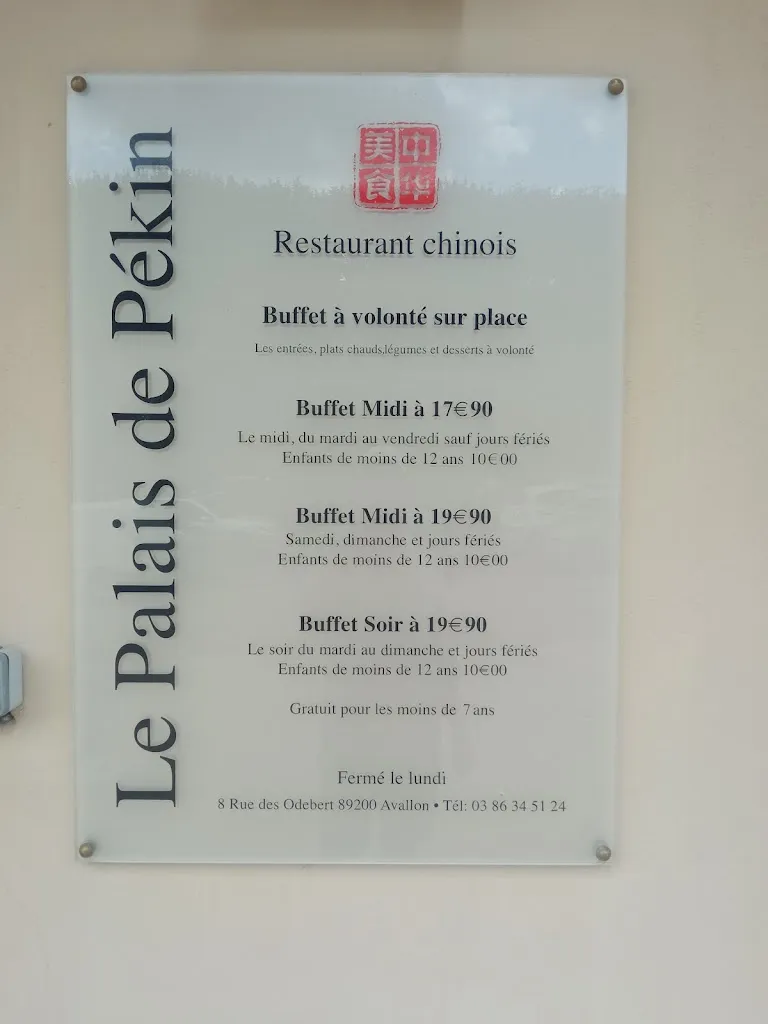 Le Palais de Pékin
中华
美食
Restaurant chinois
Buffet à volonté sur place
Les entrées, plats chauds,légumes et desserts à volonté
Buffet Midi à 17€90
Le midi, du mardi au vendredi sauf jours fériés
Enfants de moins de 12 ans 10€00
Buffet Midi à 19€90
Samedi, dimanche et jours fériés
Enfants de moins de 12 ans 10€00
Buffet Soir à 19€90
Le soir du mardi au dimanche et jours fériés
Enfants de moins de 12 ans 10€00
Gratuit pour les moins de 7 ans
Fermé le lundi
8 Rue des Odebert 89200 Avallon • Tél: 03 86 34 51 24